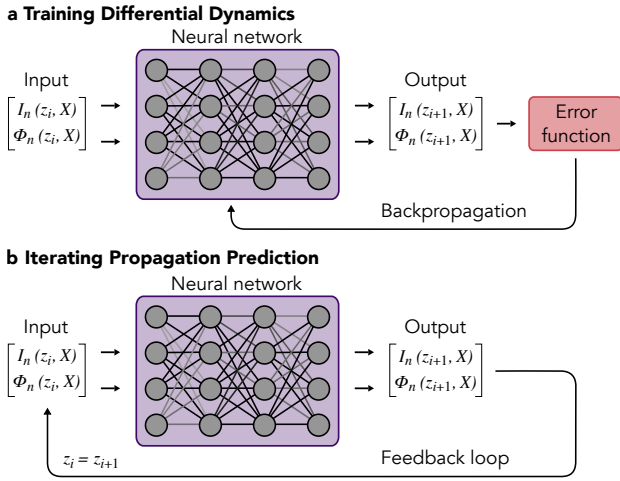 a Training Differential Dynamics
Neural network
Input
Output
I_n (z_i, X)
Φ_n (z_i, X)
I_n (z_{i+1}, X)
Φ_n (z_{i+1}, X)
Error
function
Backpropagation
b Iterating Propagation Prediction
Neural network
Input
Output
I_n (z_i, X)
Φ_n (z_i, X)
I_n (z_{i+1}, X)
Φ_n (z_{i+1}, X)
z_i = z_{i+1}
Feedback loop